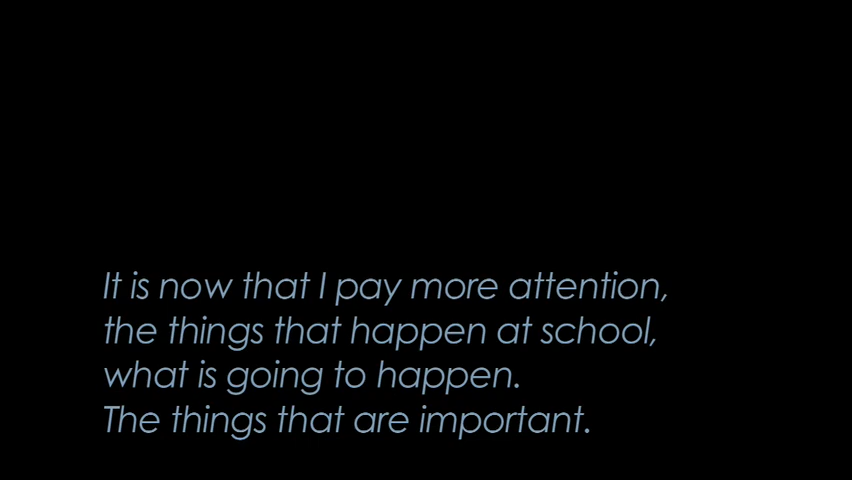 It is now that I pay more attention,
the things that happen at school,
what is going to happen.
The things that are important.